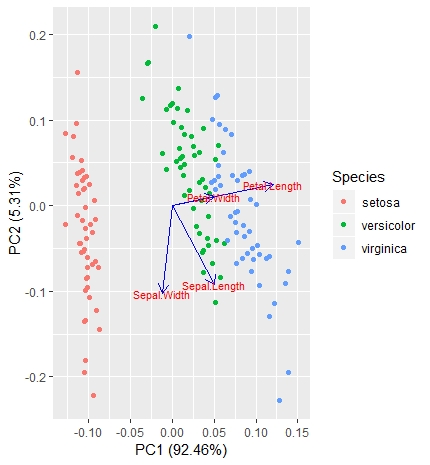 0.2
0.1
0.0
-0.1
-0.2
PC2 (5.31%)
Petal.Length
Petal.Width
Sepal.Length
Sepal.Width
-0.10 -0.05 0.00 0.05 0.10 0.15
PC1 (92.46%)
Species
setosa
versicolor
virginica